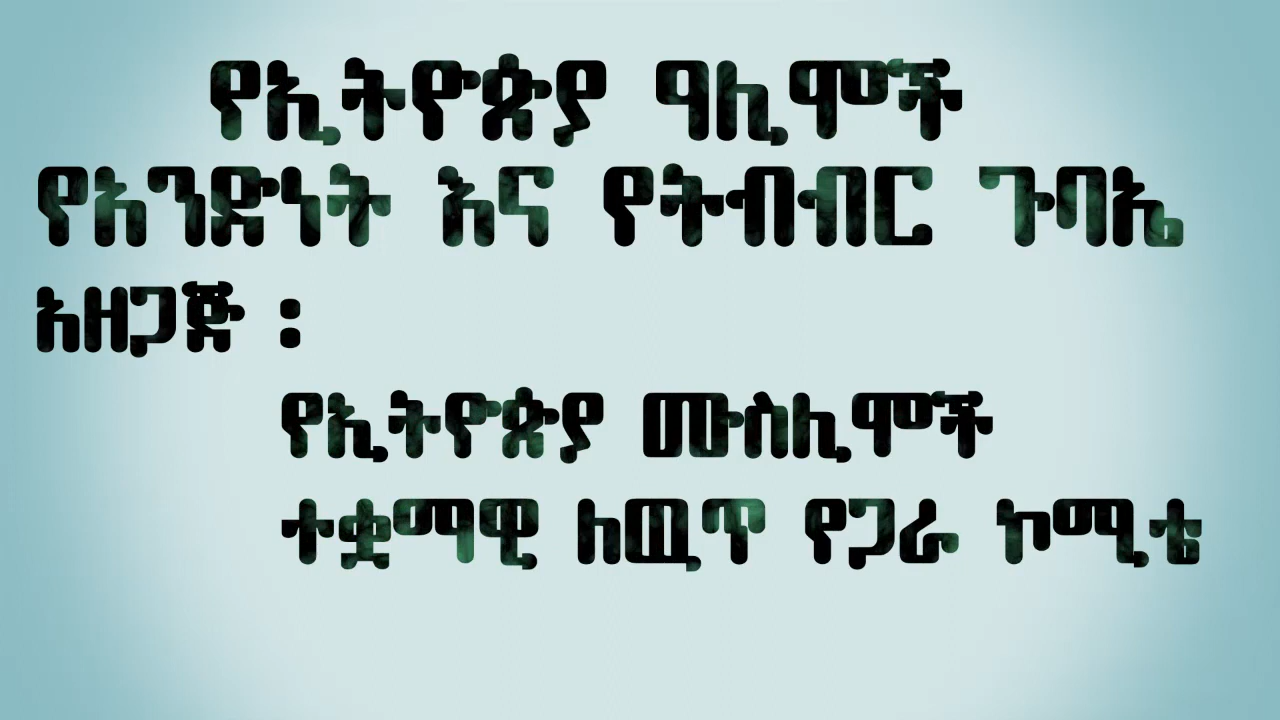 የኢትዮጵያ ዓሊሞች
የአንድነት እና የትብብር ጉባኤ
አዘጋጅ :
የኢትዮጵያ ሙስሊሞች
ተቋማዊ ለዉጥ የጋራ ኮሚቴ